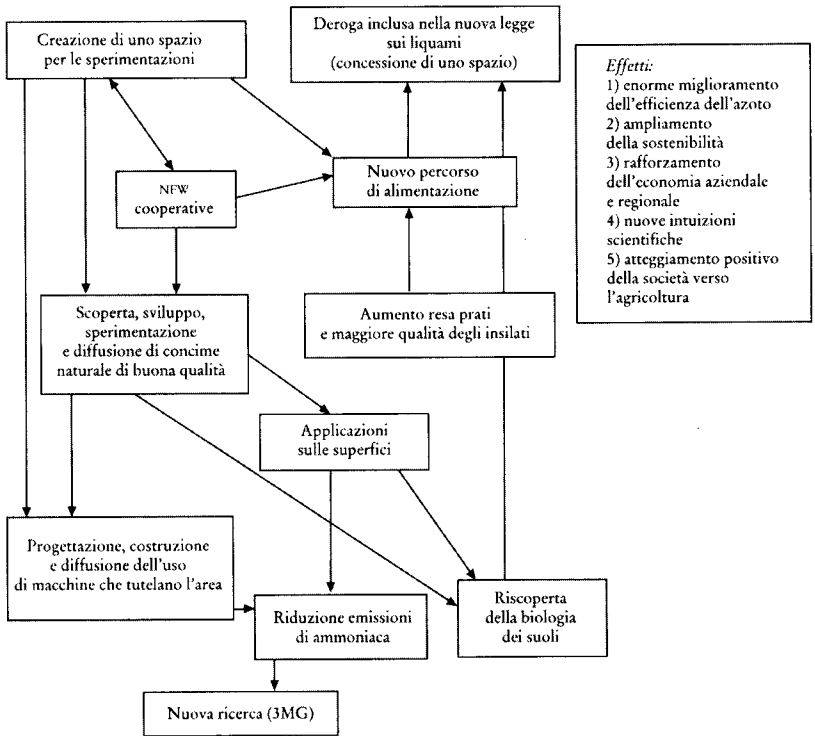 Creazione di uno spazio
per le sperimentazioni
Deroga inclusa nella nuova legge
sui liquami
(concessione di uno spazio)
Effetti:
1) enorme miglioramento
dell'efficienza dell'azoto
2) ampliamento
della sostenibilità
3) rafforzamento
dell'economia aziendale
e regionale
4) nuove intuizioni
scientifiche
5) atteggiamento positivo
della società verso
l'agricoltura
NFW
cooperative
Nuovo percorso
di alimentazione
Scoperta, sviluppo,
sperimentazione
e diffusione di concime
naturale di buona qualità
Aumento resa prati
e maggiore qualità degli insilati
Applicazioni
sulle superfici
Progettazione, costruzione
e diffusione dell'uso
di macchine che tutelano l'area
Riduzione emissioni
di ammoniaca
Riscoperta
della biologia
dei suoli
Nuova ricerca (3MG)